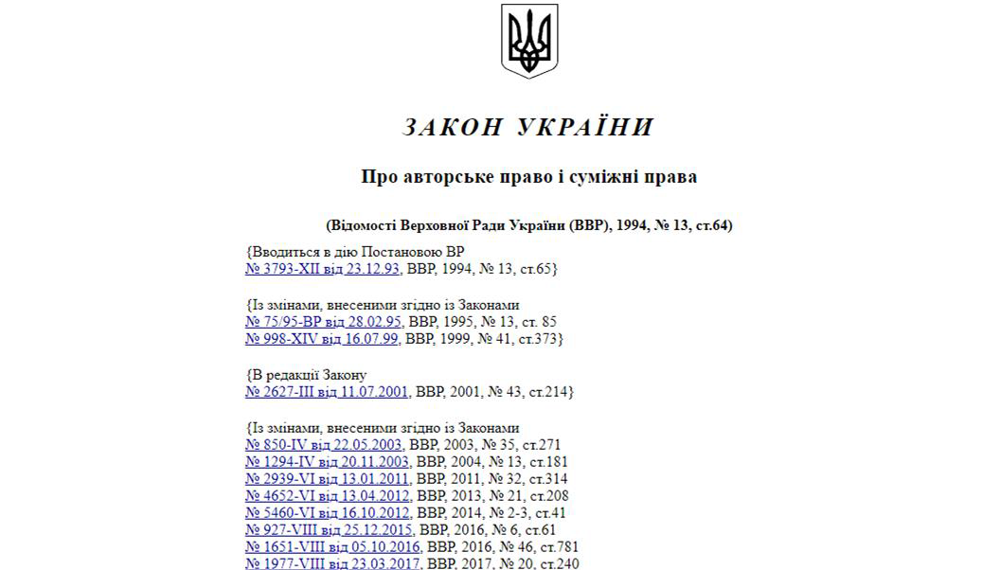 ЗАКОН УКРАЇНИ
Про авторське право і суміжні права
(Відомості Верховної Ради України (ВВР), 1994, № 13, ст.64)
{Вводиться в дію Постановою ВР
№ 3793-XII від 23.12.93, ВВР, 1994, № 13, ст.65}
{Із змінами, внесеними згідно із Законами
№ 75/95-ВР від 28.02.95, ВВР, 1995, № 13, ст. 85
№ 998-XIV від 16.07.99, ВВР, 1999, № 41, ст.373}
{В редакції Закону
№ 2627-III від 11.07.2001, ВВР, 2001, № 43, ст.214}
{Із змінами, внесеними згідно із Законами
№ 850-IV від 22.05.2003, ВВР, 2003, № 35, ст.271
№ 1294-IV від 20.11.2003, ВВР, 2004, № 13, ст.181
№ 2939-VI від 13.01.2011, ВВР, 2011, № 32, ст.314
№ 4652-VI від 13.04.2012, ВВР, 2013, № 21, ст.208
№ 5460-VI від 16.10.2012, ВВР, 2014, № 2-3, ст.41
№ 927-VIII від 25.12.2015, ВВР, 2016, № 6, ст.61
№ 1651-VIII від 05.10.2016, ВВР, 2016, № 46, ст.781
№ 1977-VIII від 23.03.2017, ВВР, 2017, № 20, ст.240